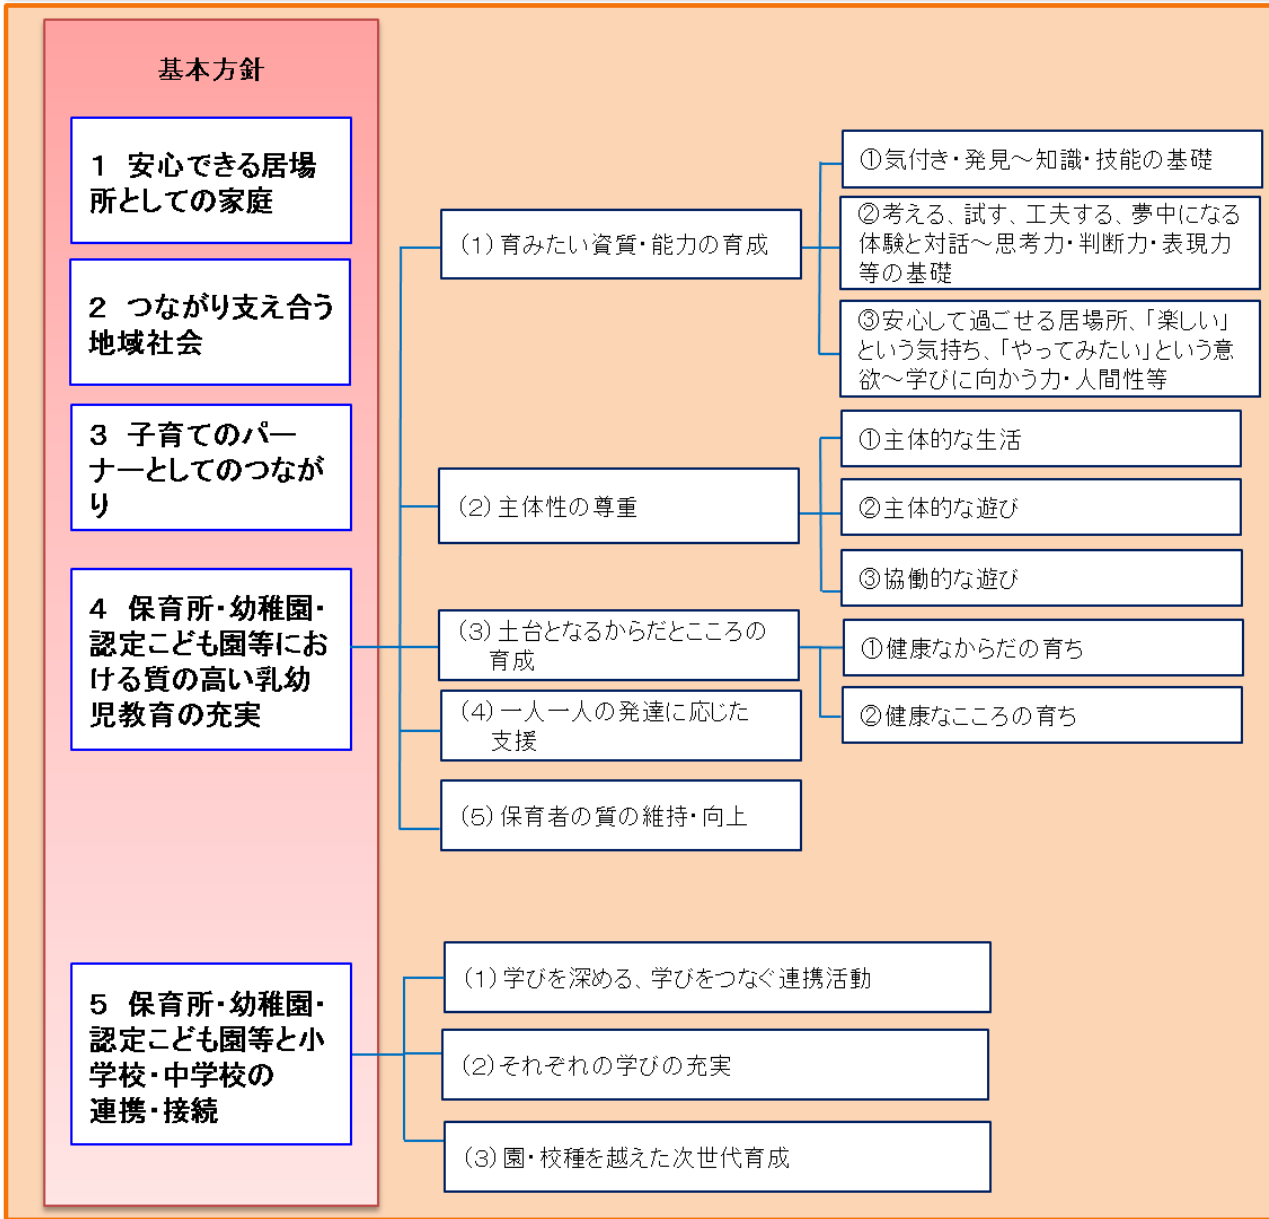 基本方針
1 安心できる居場
所としての家庭
2 つながり支え合う
地域社会
3 子育てのパー
ナーとしてのつなが
り
4 保育所・幼稚園・
認定こども園等にお
ける質の高い乳幼
児教育の充実
(1)育みたい資質・能力の育成
①気付き・発見～知識・技能の基礎
②考える、試す、工夫する、夢中になる
体験と対話～思考力・判断力・表現力
等の基礎
③安心して過ごせる居場所、「楽しい」
という気持ち、「やってみたい」という意
欲～学びに向かう力・人間性等
(2)主体性の尊重
①主体的な生活
②主体的な遊び
③協働的な遊び
(3)土台となるからだとこころの
育成
①健康なからだの育ち
②健康なこころの育ち
(4)一人一人の発達に応じた
支援
(5)保育者の質の維持・向上
5 保育所・幼稚園・
認定こども園等と小
学校・中学校の
連携・接続
(1)学びを深める、学びをつなぐ連携活動
(2)それぞれの学びの充実
(3)園・校種を越えた次世代育成